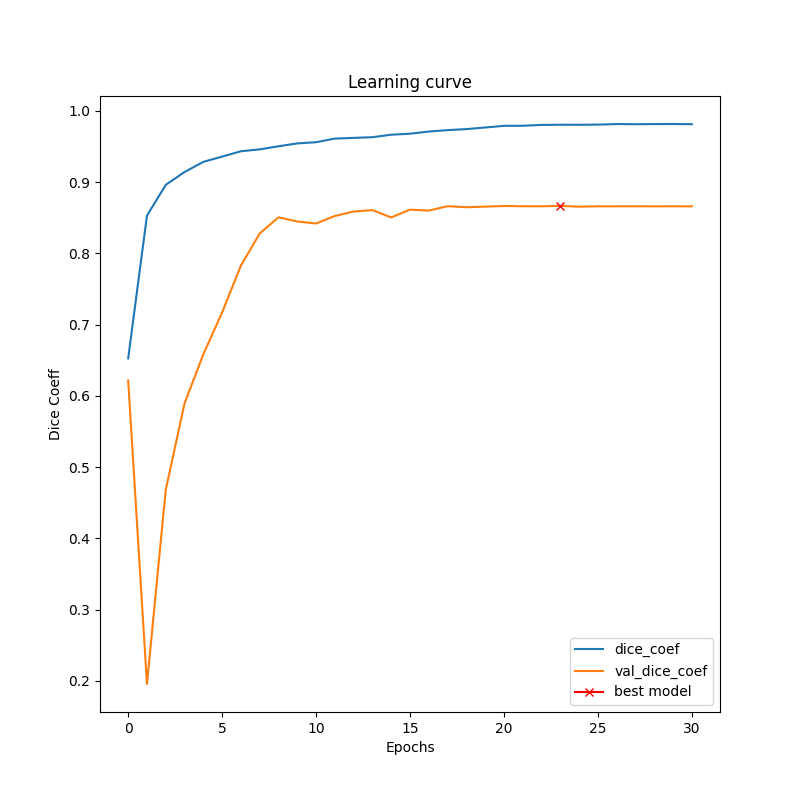 Learning curve
1.0
0.9
0.8
0.7
0.6
0.5
0.4
0.3
0.2
Dice Coeff
dice_coef
val_dice_coef
best model
0 5 10 15 20 25 30
Epochs